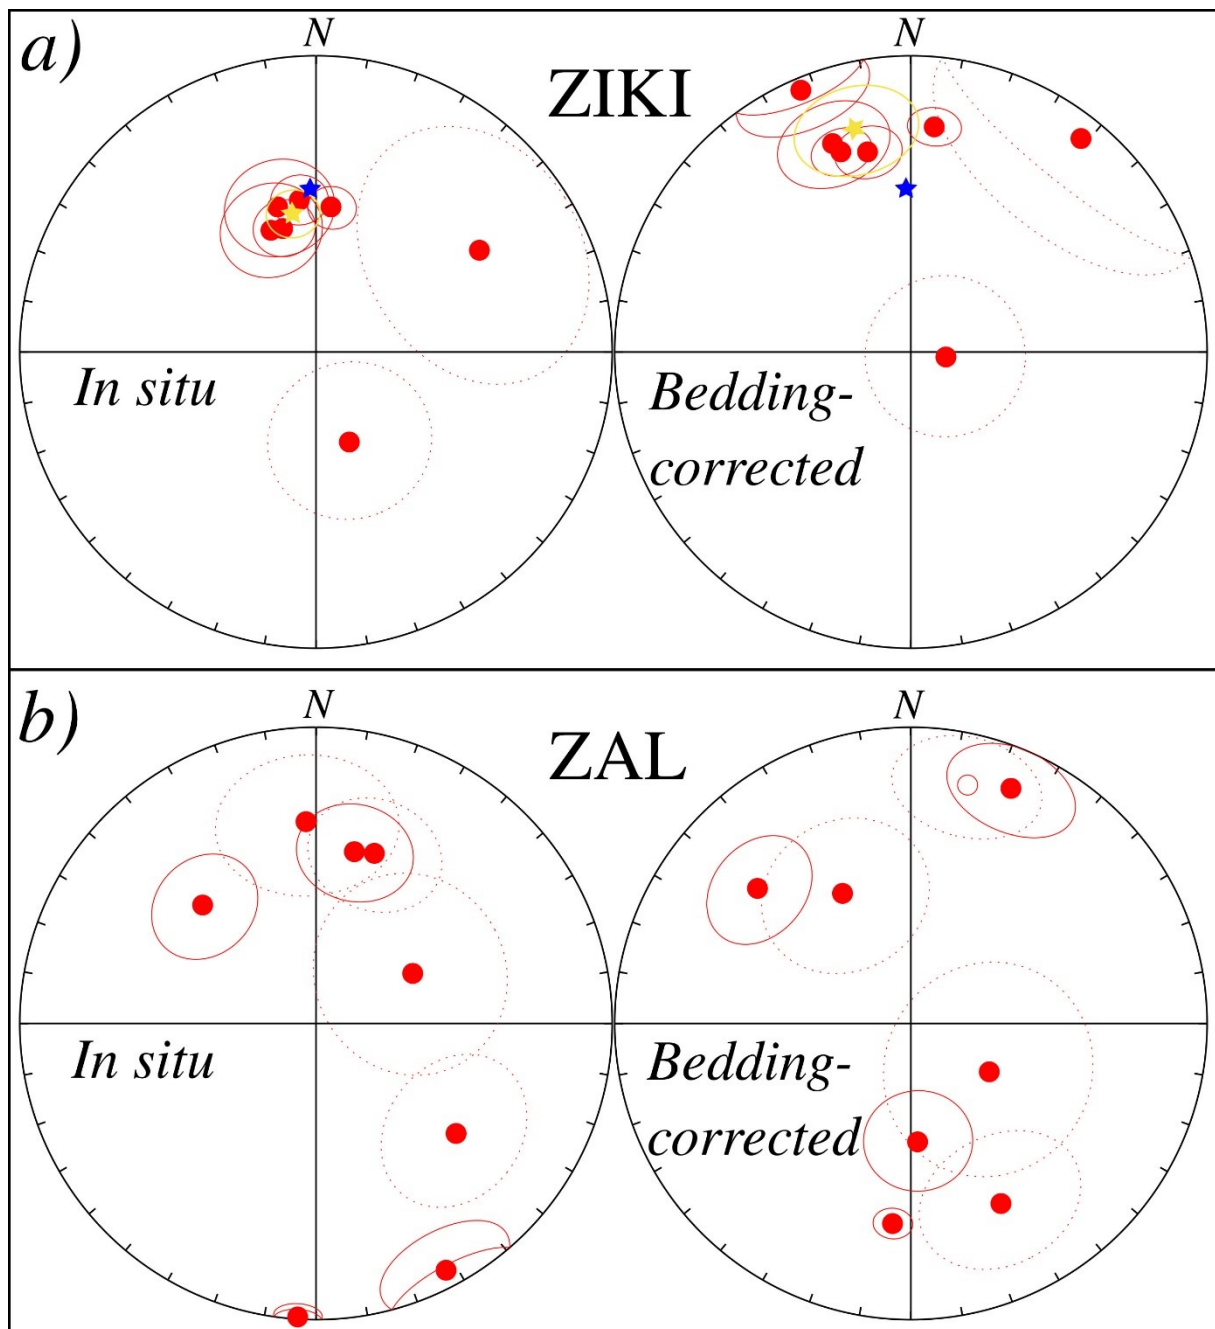 a)
N
ZIKI
N
In situ
Bedding-
corrected
b)
N
ZAL
N
In situ
Bedding-
corrected